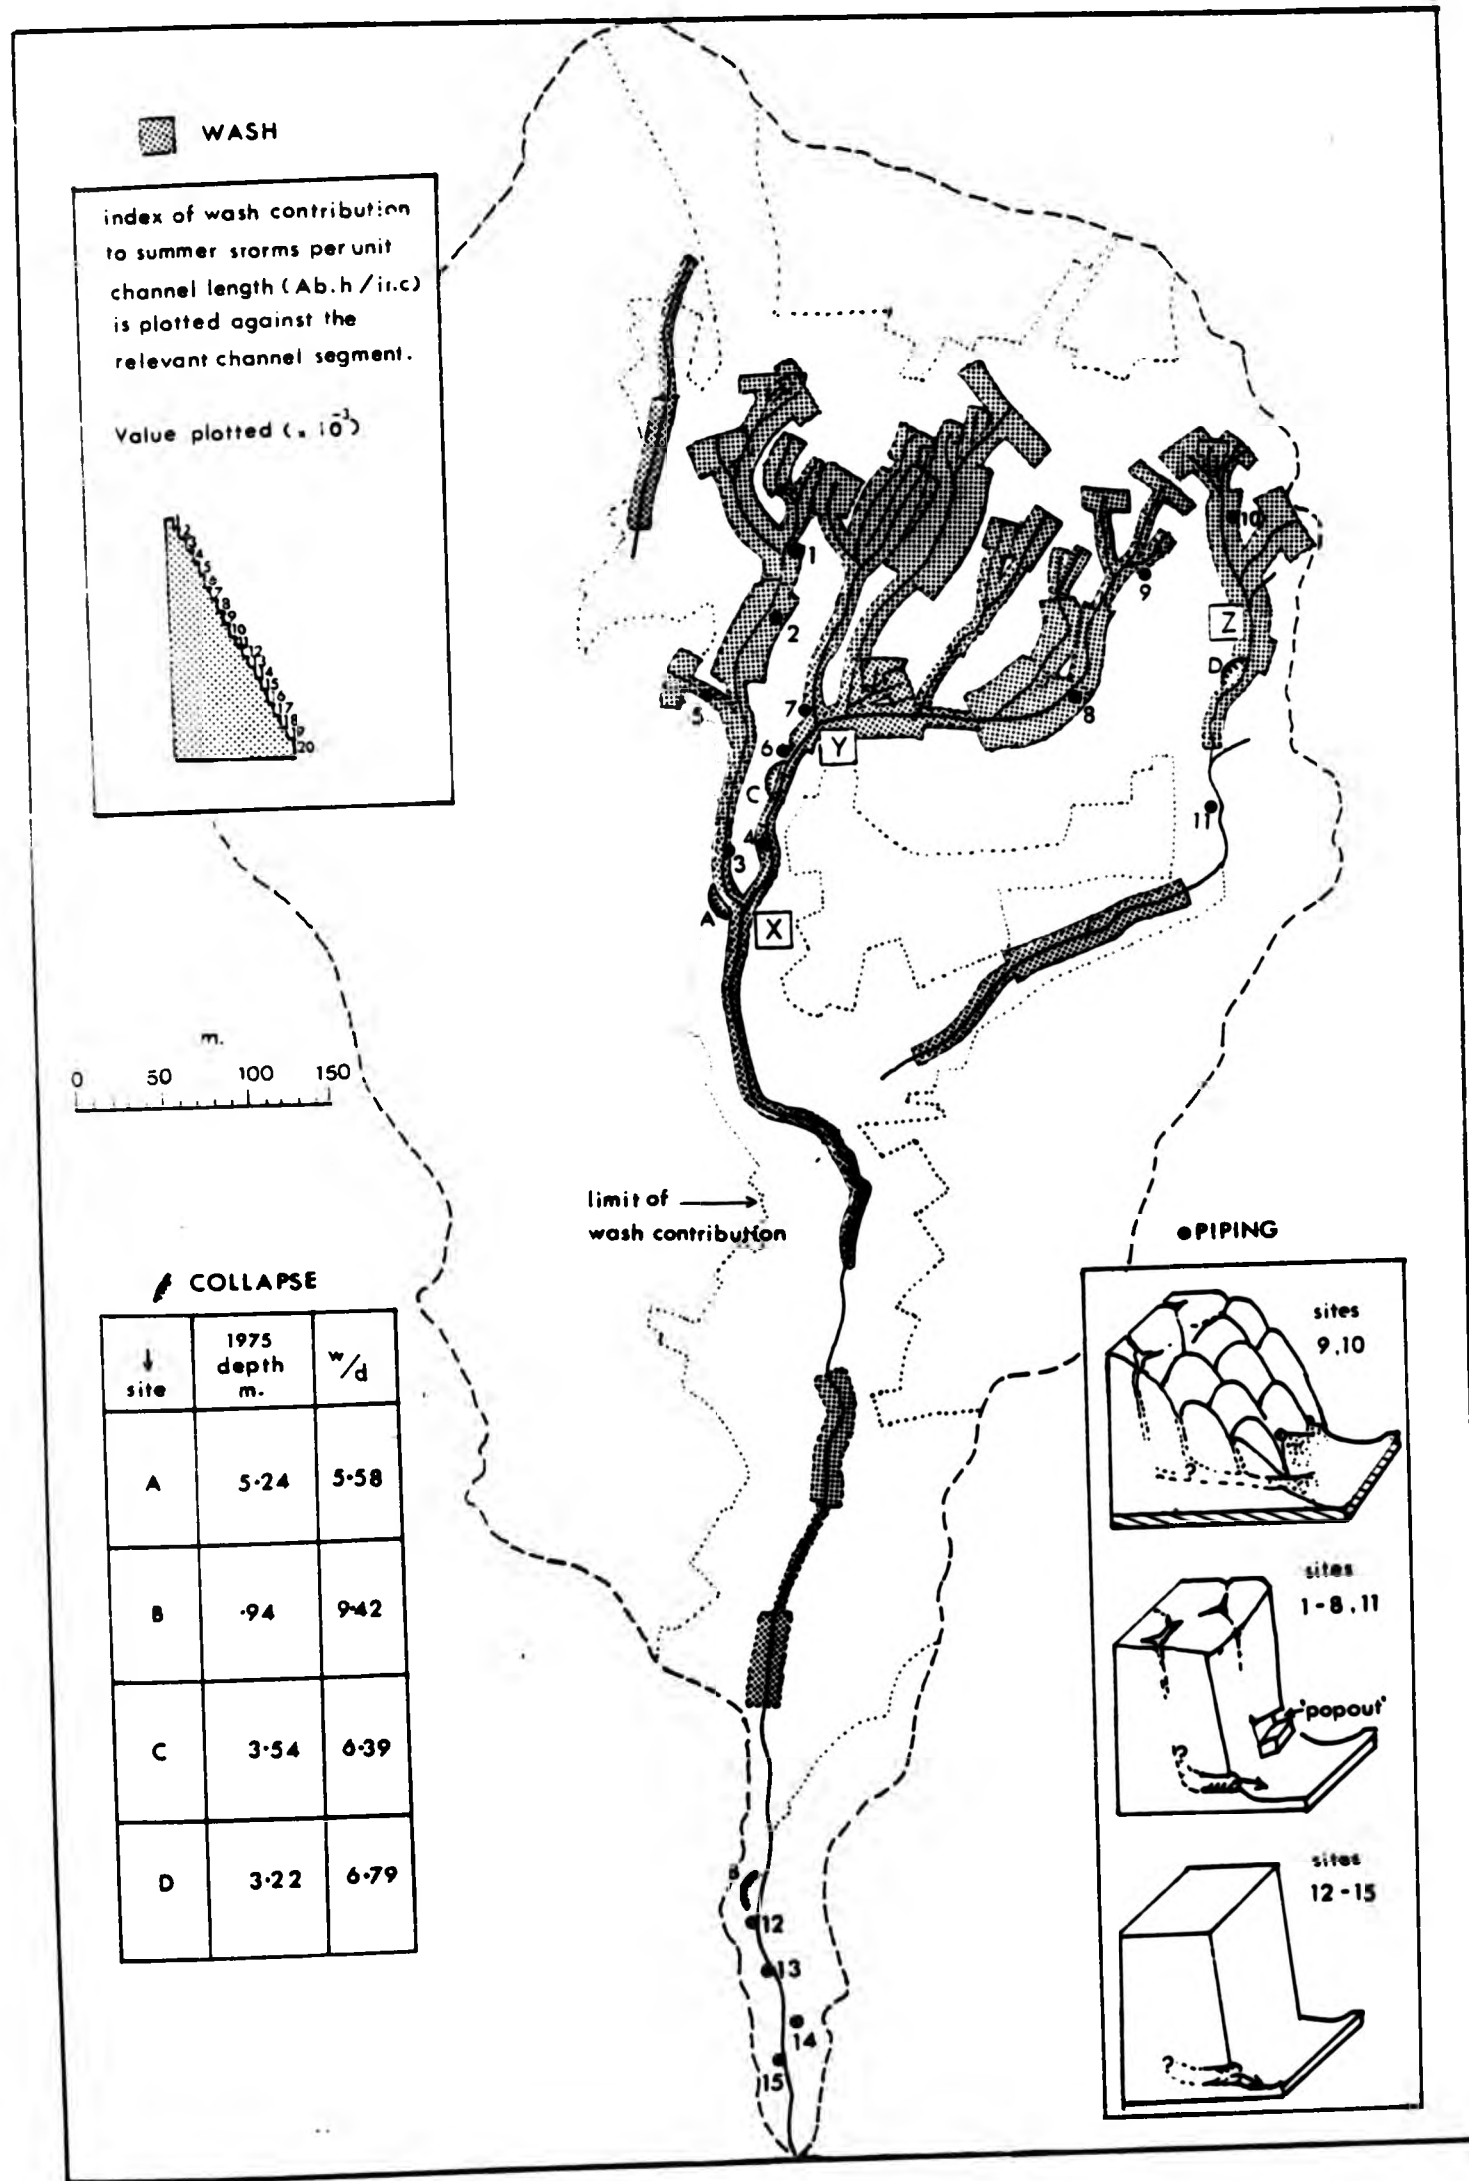 WASH
index of wash contribution
to summer storms per unit
channel length (Ab.h / in.c)
is plotted against the
relevant channel segment.
Value plotted (x 10⁻³)
1 2 3 4 5 6 7 8 9 10 11 12 13 14 15 16 17 18 19 20
10
1
9
2
Z
D
5
7
8
6
Y
C
11
4
3
A
X
m.
0 50 100 150
limit of
wash contribution
COLLAPSE
site
1975 depth m.
w/d
A 5·24 5·58
B ·94 9·42
C 3·54 6·39
D 3·22 6·79
PIPING
sites
9,10
?
sites
1-8,11
'popout'
?
sites
12-15
?
B
12
13
14
15